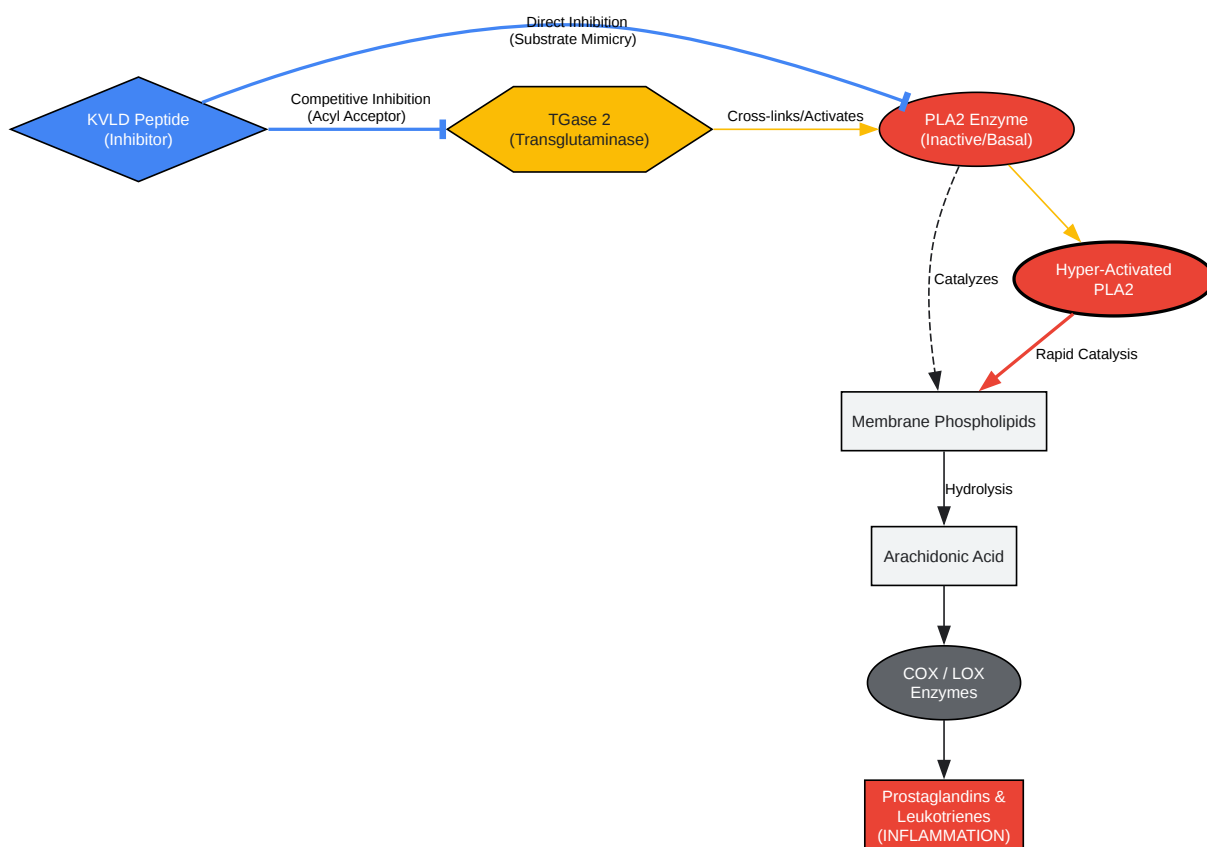 Direct Inhibition
(Substrate Mimicry)
KVLD Peptide
(Inhibitor)
Competitive Inhibition
(Acyl Acceptor)
TGase 2
(Transglutaminase)
Cross-links/Activates
PLA2 Enzyme
(Inactive/Basal)
Catalyzes
Hyper-Activated
PLA2
Rapid Catalysis
Membrane Phospholipids
Hydrolysis
Arachidonic Acid
COX / LOX
Enzymes
Prostaglandins &
Leukotrienes
(INFLAMMATION)